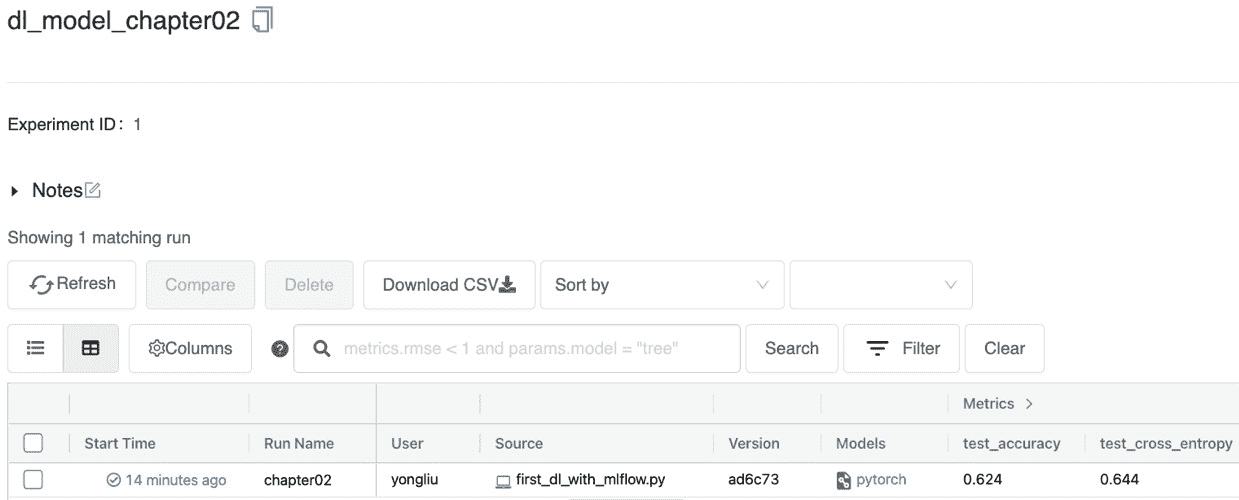 dl_model_chapter02
Experiment ID: 1
Notes
Showing 1 matching run
Refresh Compare Delete Download CSV Sort by
Columns metrics.rmse < 1 and params.model = "tree" Search Filter Clear
Metrics
Start Time Run Name User Source Version Models test_accuracy test_cross_entropy
14 minutes ago chapter02 yongliu first_dl_with_mlflow.py ad6c73 pytorch 0.624 0.644